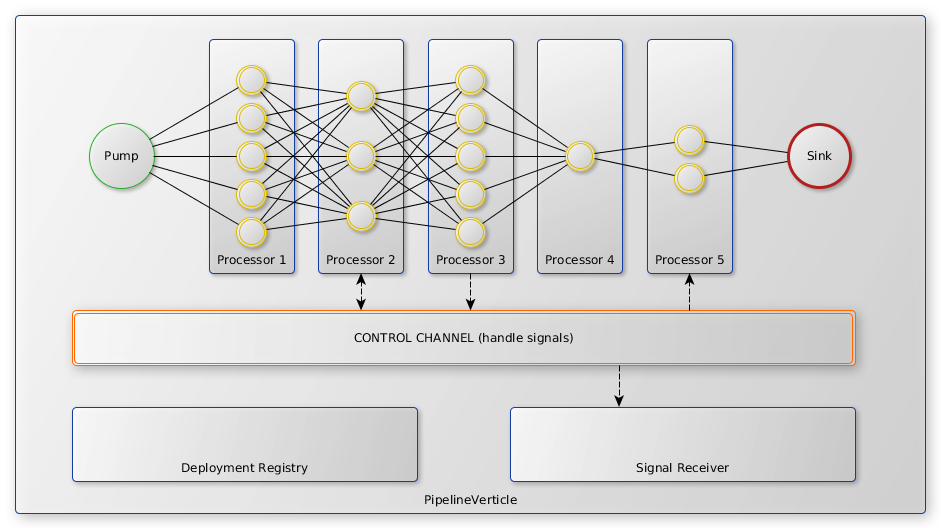 Pump
Sink
Processor 1
Processor 2
Processor 3
Processor 4
Processor 5
CONTROL CHANNEL (handle signals)
Deployment Registry
Signal Receiver
PipelineVerticle